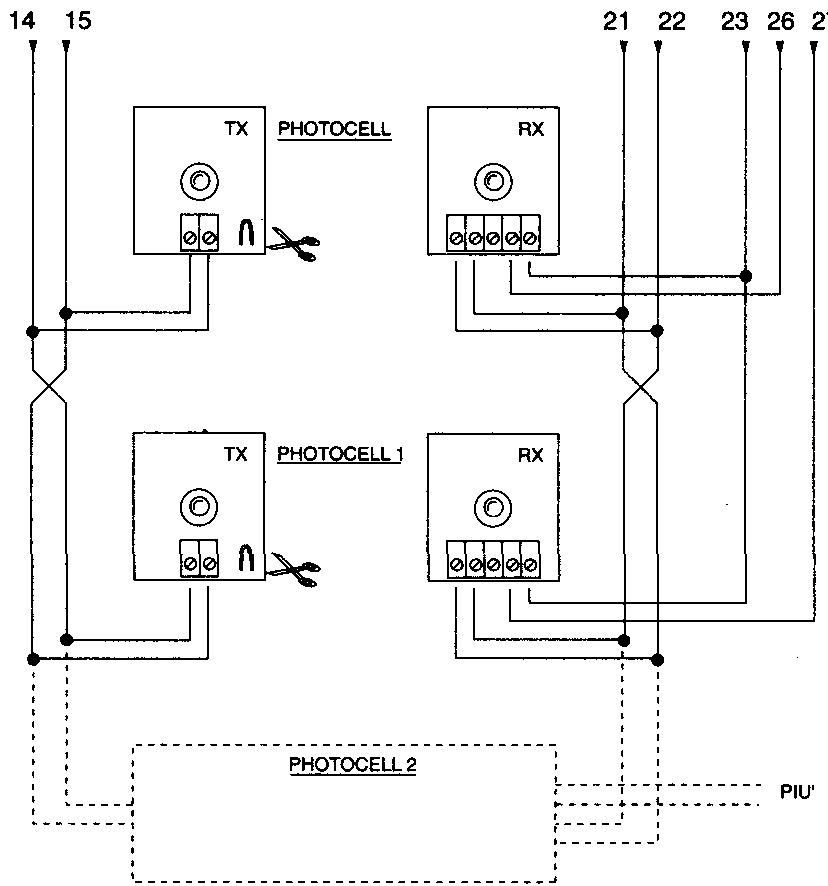 14 15 21 22 23 26
TX PHOTOCELL RX
TX PHOTOCELL 1 RX
PHOTOCELL 2
PIU'